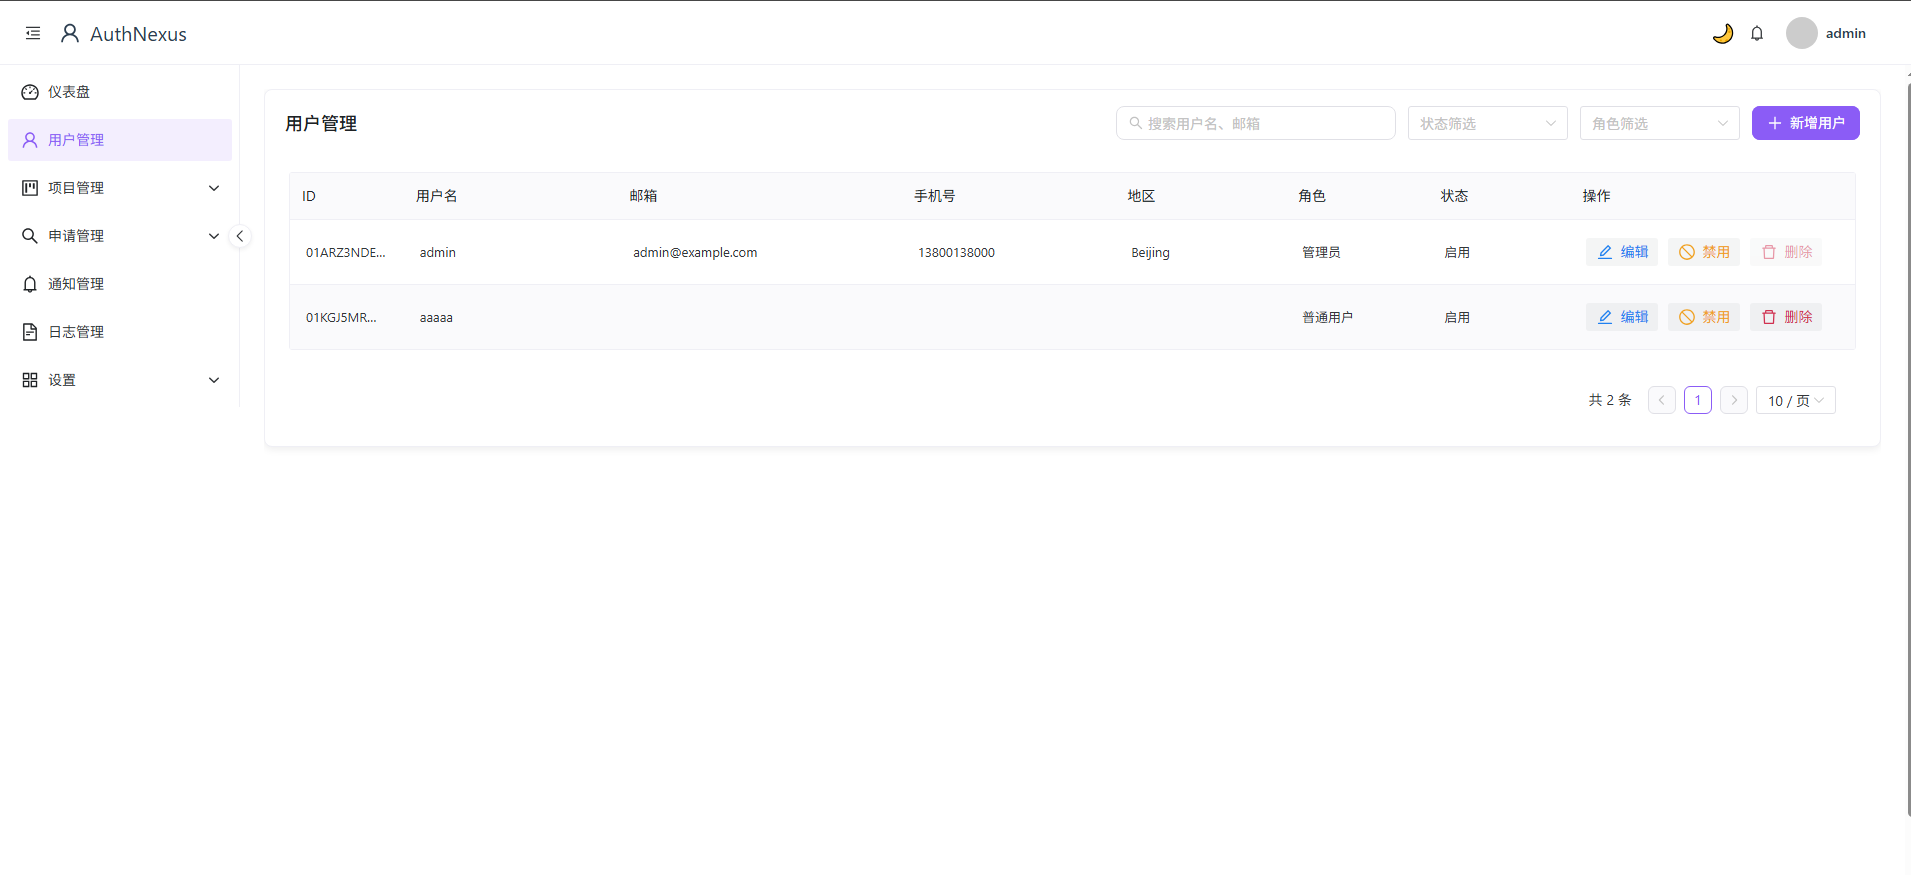 AuthNexus
admin
仪表盘
用户管理
项目管理
申请管理
通知管理
日志管理
设置
用户管理
搜索用户名、邮箱
状态筛选
角色筛选
新增用户
ID 用户名 邮箱 手机号 地区 角色 状态 操作
01ARZ3NDE... admin admin@example.com 13800138000 Beijing 管理员 启用 编辑 禁用 删除
01KGJ5MR... aaaaa 普通用户 启用 编辑 禁用 删除
共 2 条 1 10 / 页